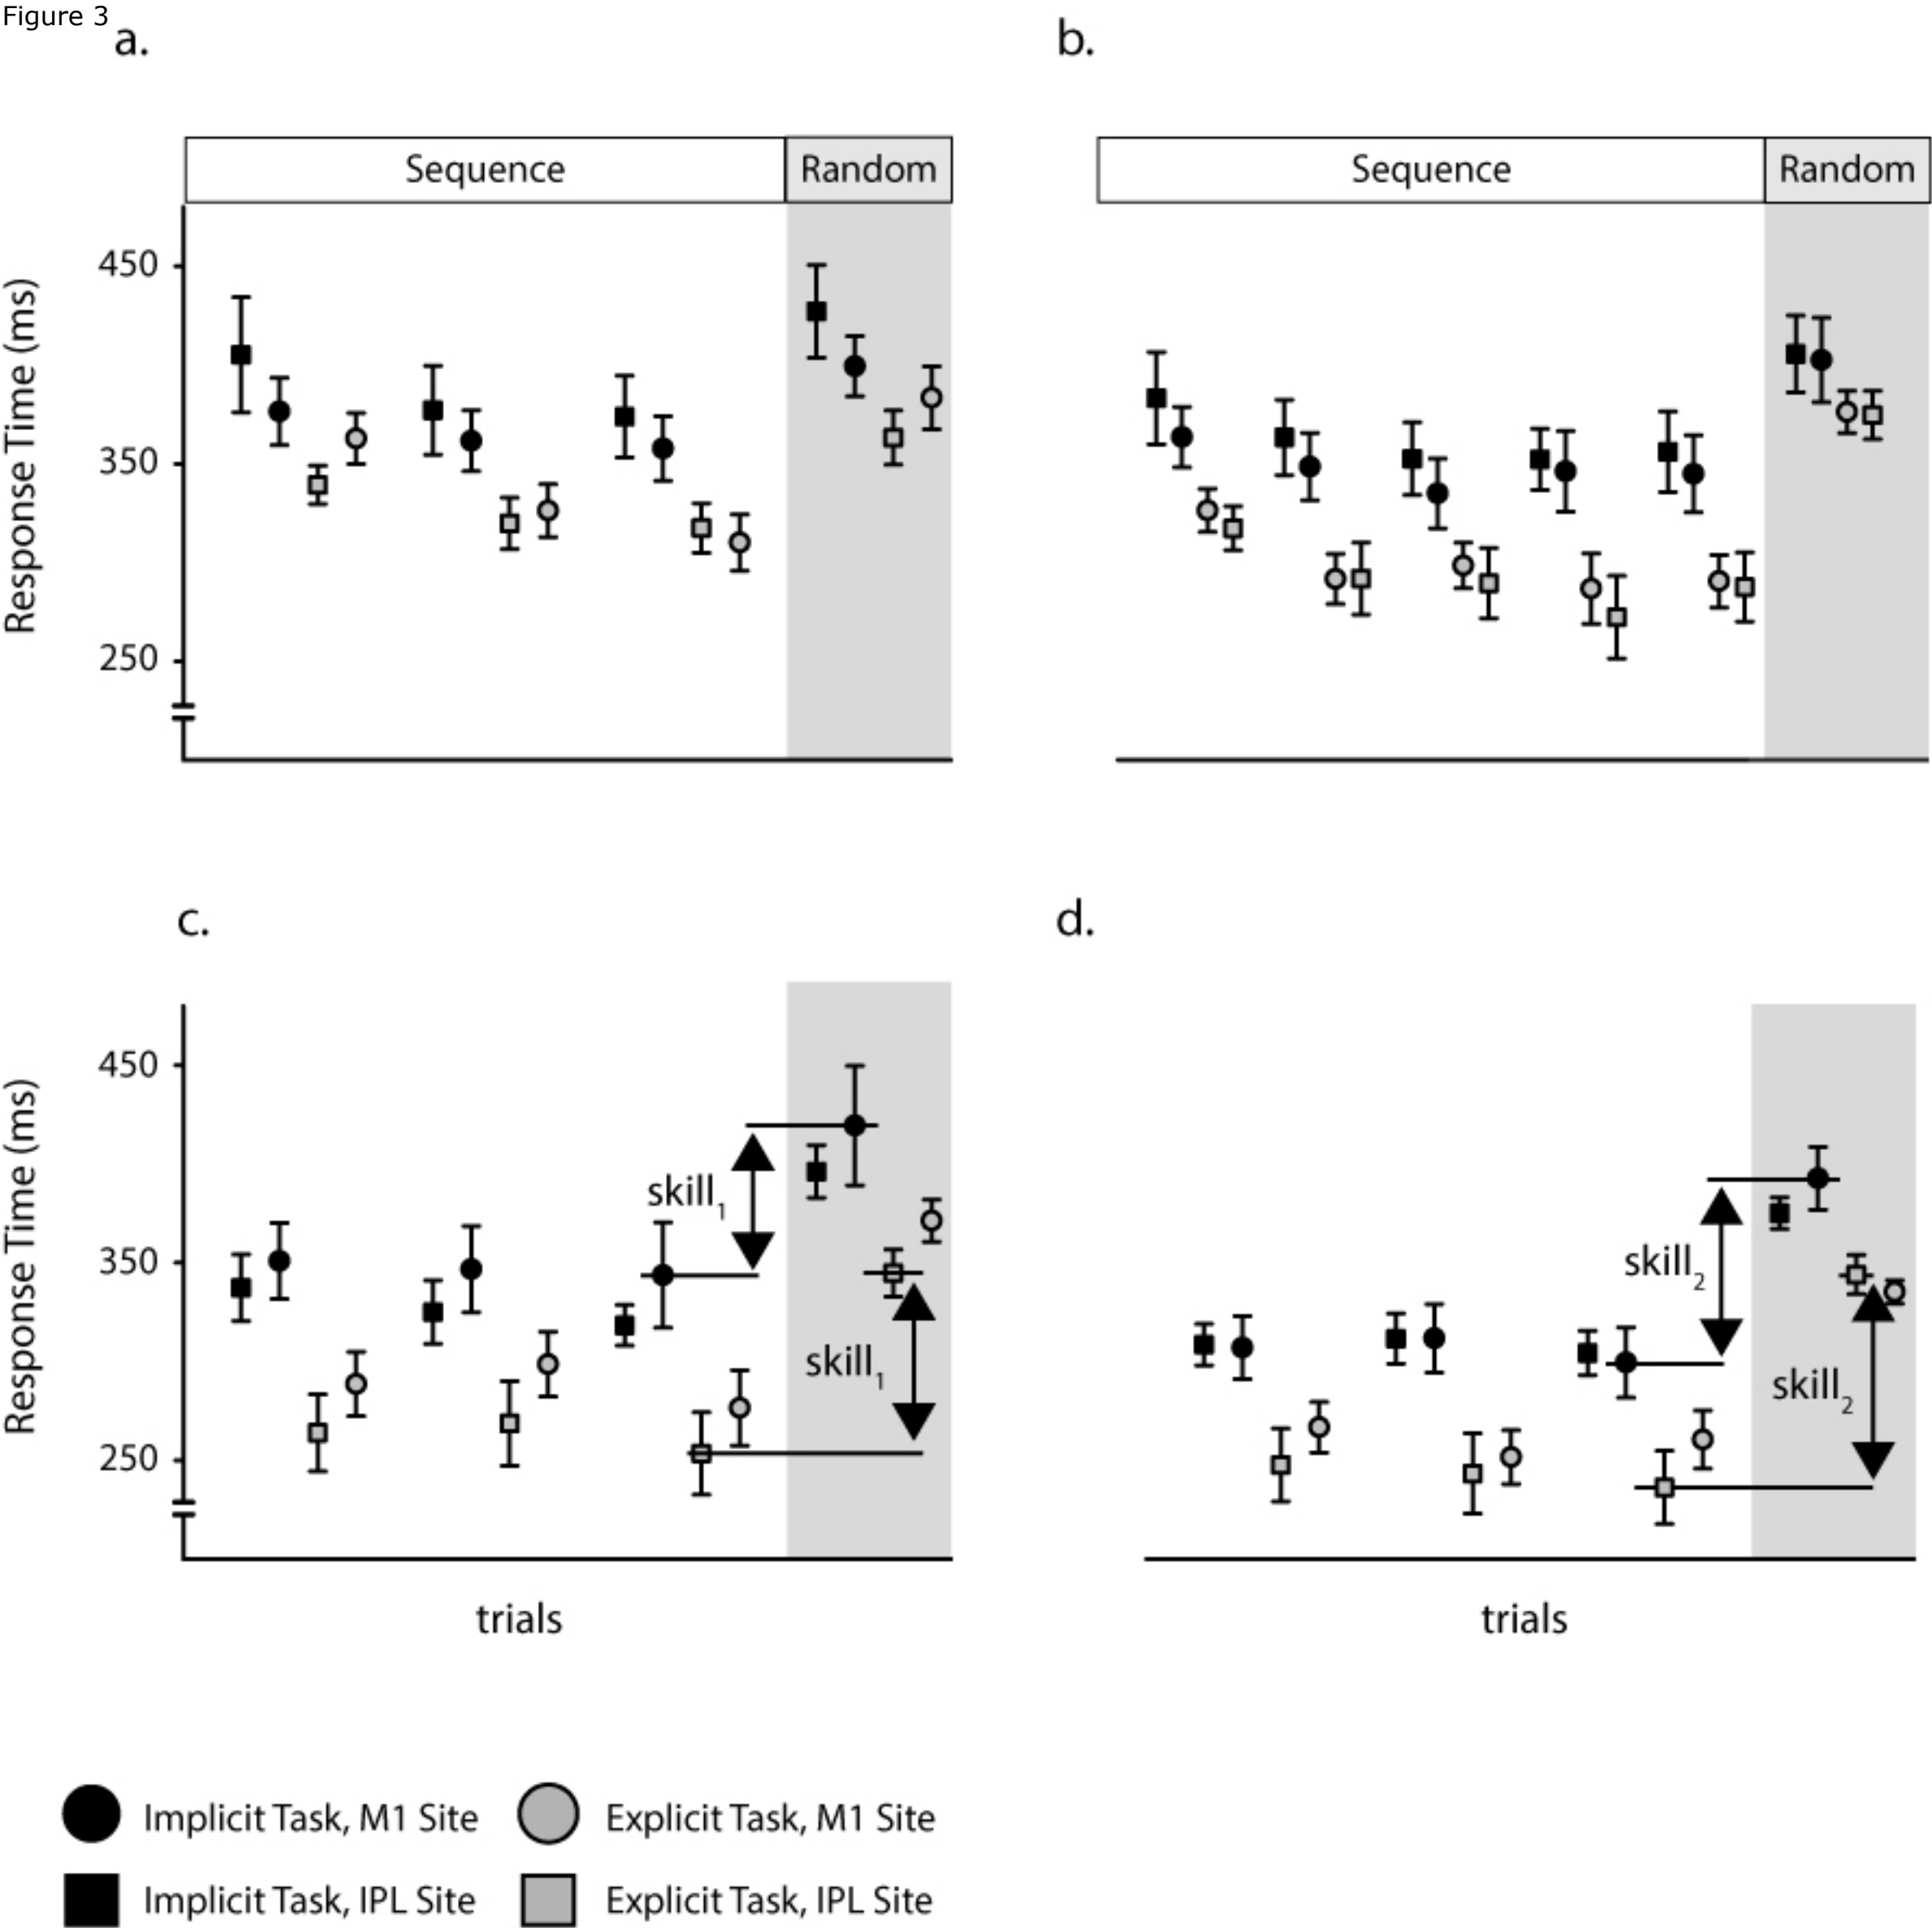 Figure 3
a.
b.
Sequence
Random
Sequence
Random
Response Time (ms)
450
350
250
c.
d.
Response Time (ms)
450
350
250
skill1
skill1
skill2
skill2
trials
trials
Implicit Task, M1 Site
Explicit Task, M1 Site
Implicit Task, IPL Site
Explicit Task, IPL Site